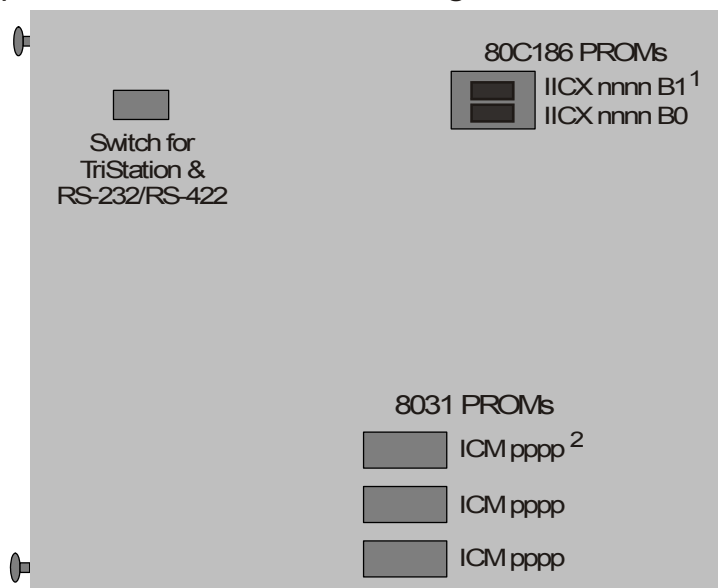 80C186 PROMs
IICX nnnn B1 1
IICX nnnn B0
Switch for
TriStation &
RS-232/RS-422
8031 PROMs
ICM pppp 2
ICM pppp
ICM pppp